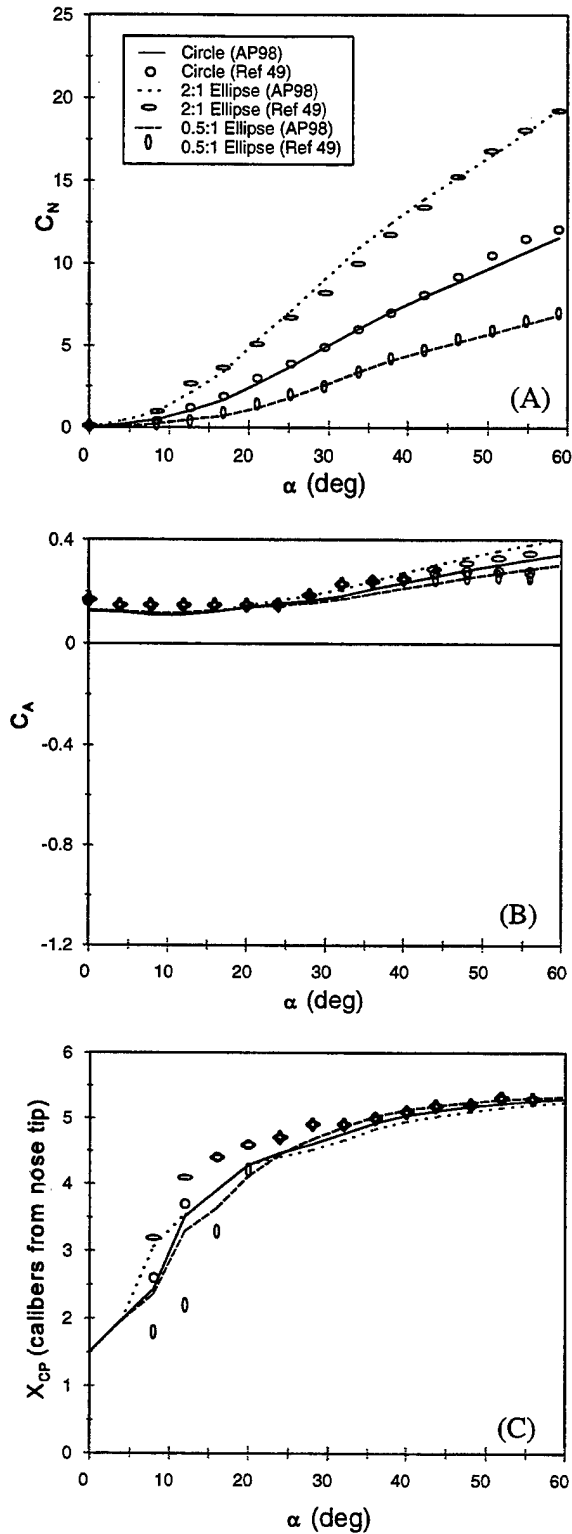 25
20
15
10
5
0
C_N
Circle (AP98)
Circle (Ref 49)
2:1 Ellipse (AP98)
2:1 Ellipse (Ref 49)
0.5:1 Ellipse (AP98)
0.5:1 Ellipse (Ref 49)
(A)
0 10 20 30 40 50 60
α (deg)
0.4
0
-0.4
-0.8
-1.2
C_A
(B)
0 10 20 30 40 50 60
α (deg)
6
5
4
3
2
1
0
X_CP (calibers from nose tip)
(C)
0 10 20 30 40 50 60
α (deg)